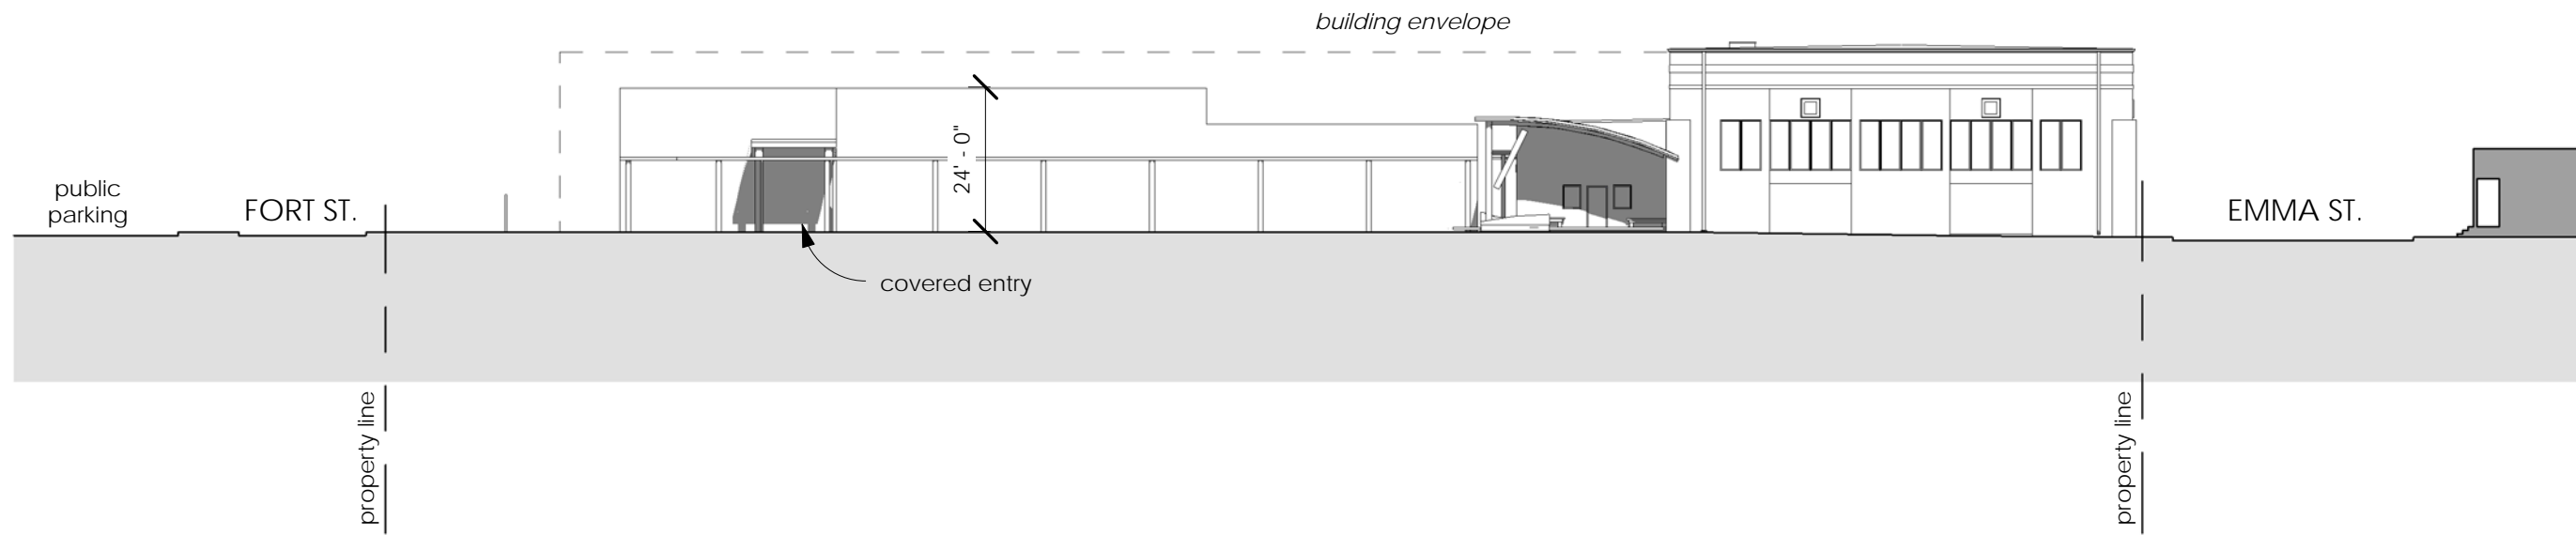 building envelope
24' - 0"
public
parking
FORT ST.
EMMA ST.
covered entry
property line
property line